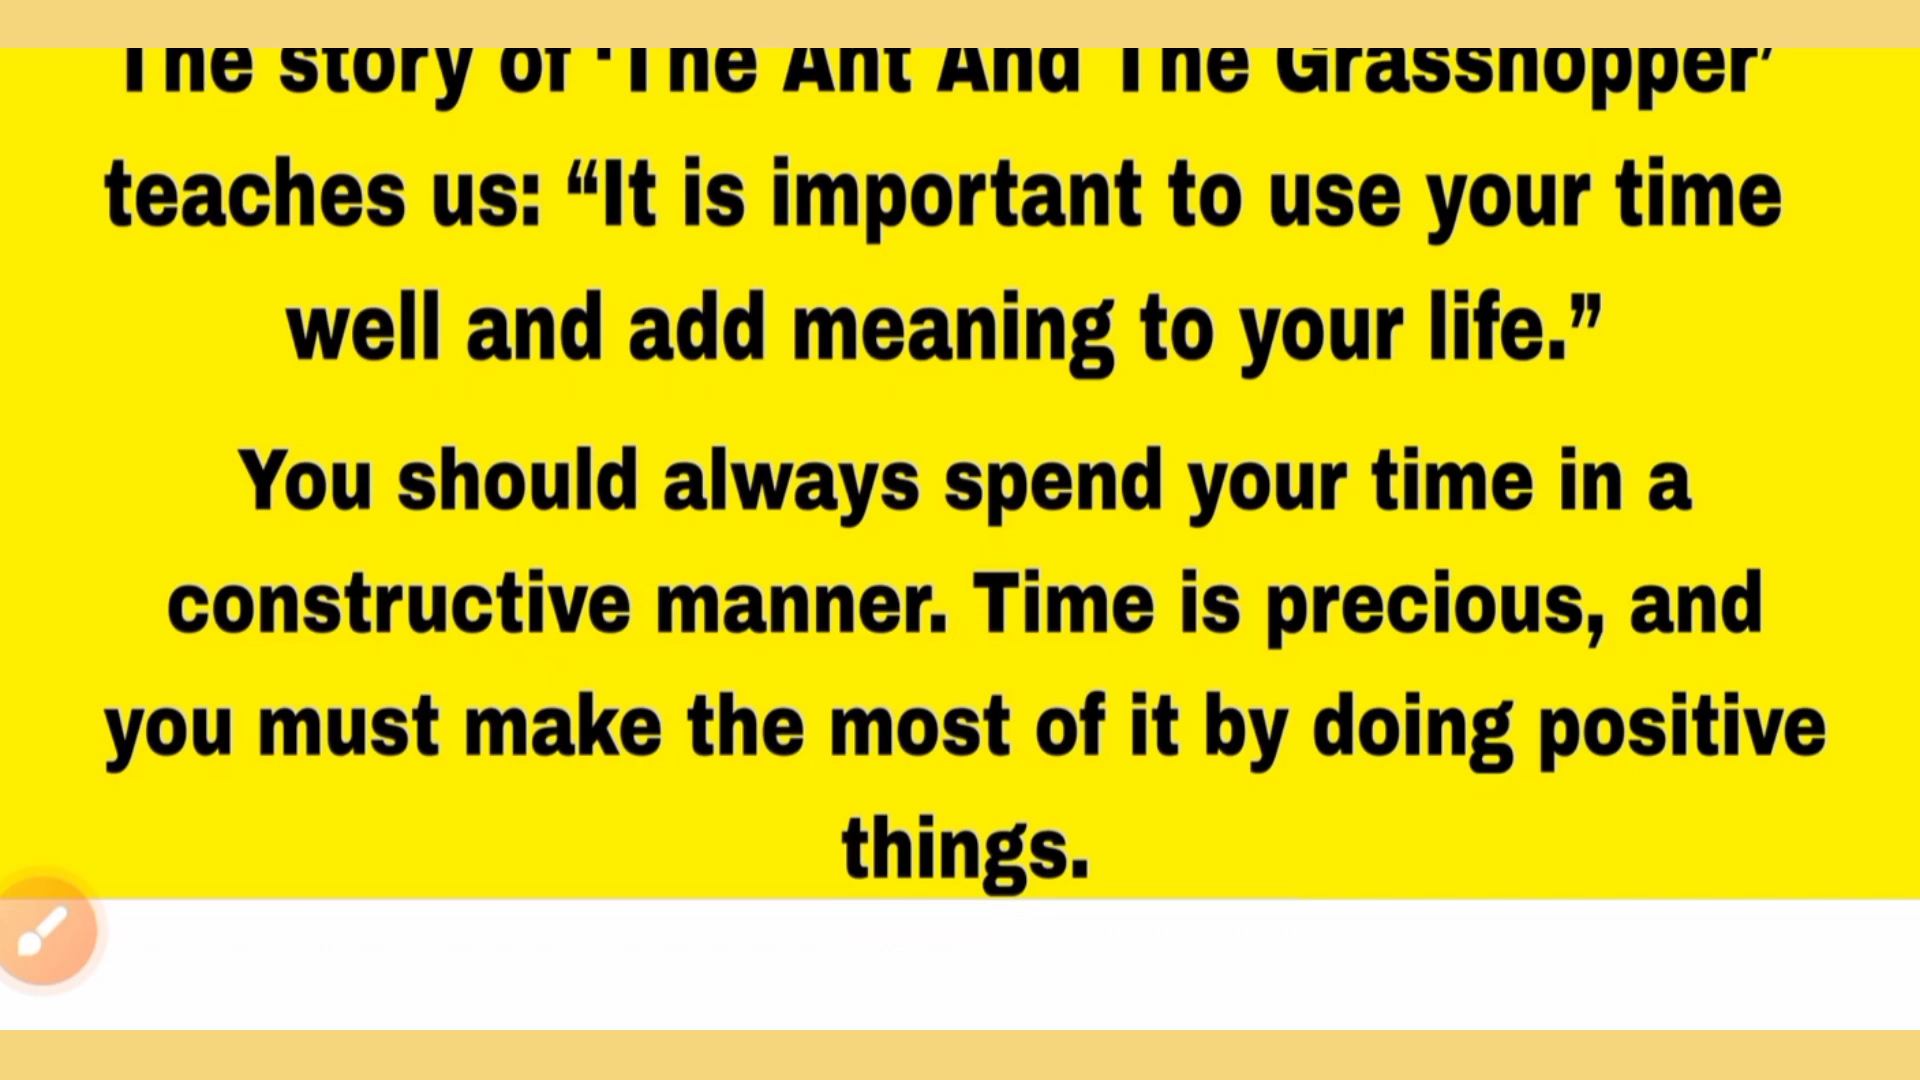 The story of ‘The Ant And The Grasshopper’
teaches us: “It is important to use your time
well and add meaning to your life.”
You should always spend your time in a
constructive manner. Time is precious, and
you must make the most of it by doing positive
things.